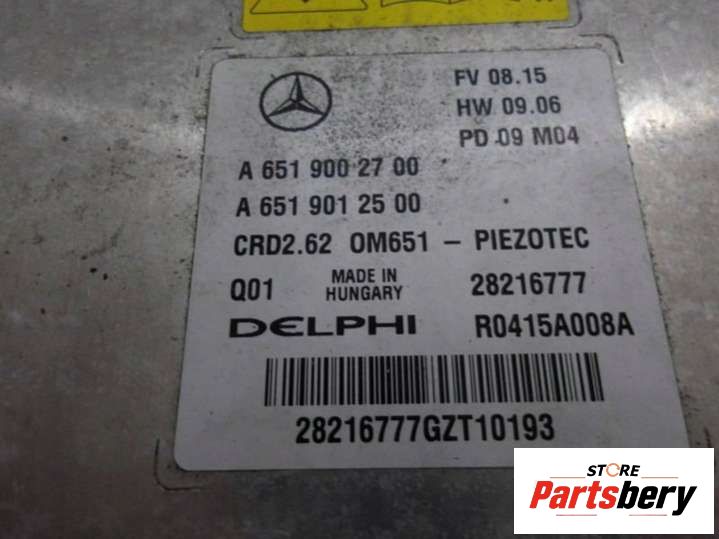 FV 08.15
HW 09.06
PD 09 M04
A 651 900 27 00
A 651 901 25 00
CRD2.62 OM651 – PIEZOTEC
Q01 MADE IN HUNGARY 28216777
DELPHI R0415A008A
28216777GZT10193
STORE
Partsbery